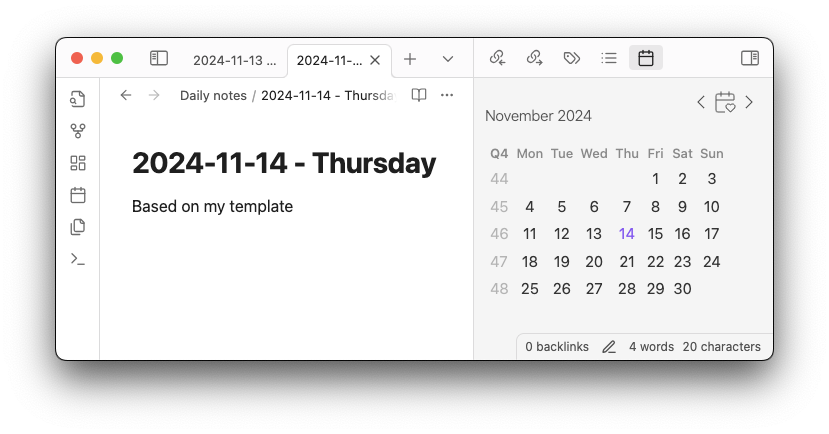 2024-11-13 ...
2024-11-...
Daily notes / 2024-11-14 - Thursda
2024-11-14 - Thursday
Based on my template
November 2024
Q4 Mon Tue Wed Thu Fri Sat Sun
44 1 2 3
45 4 5 6 7 8 9 10
46 11 12 13 14 15 16 17
47 18 19 20 21 22 23 24
48 25 26 27 28 29 30
0 backlinks 4 words 20 characters